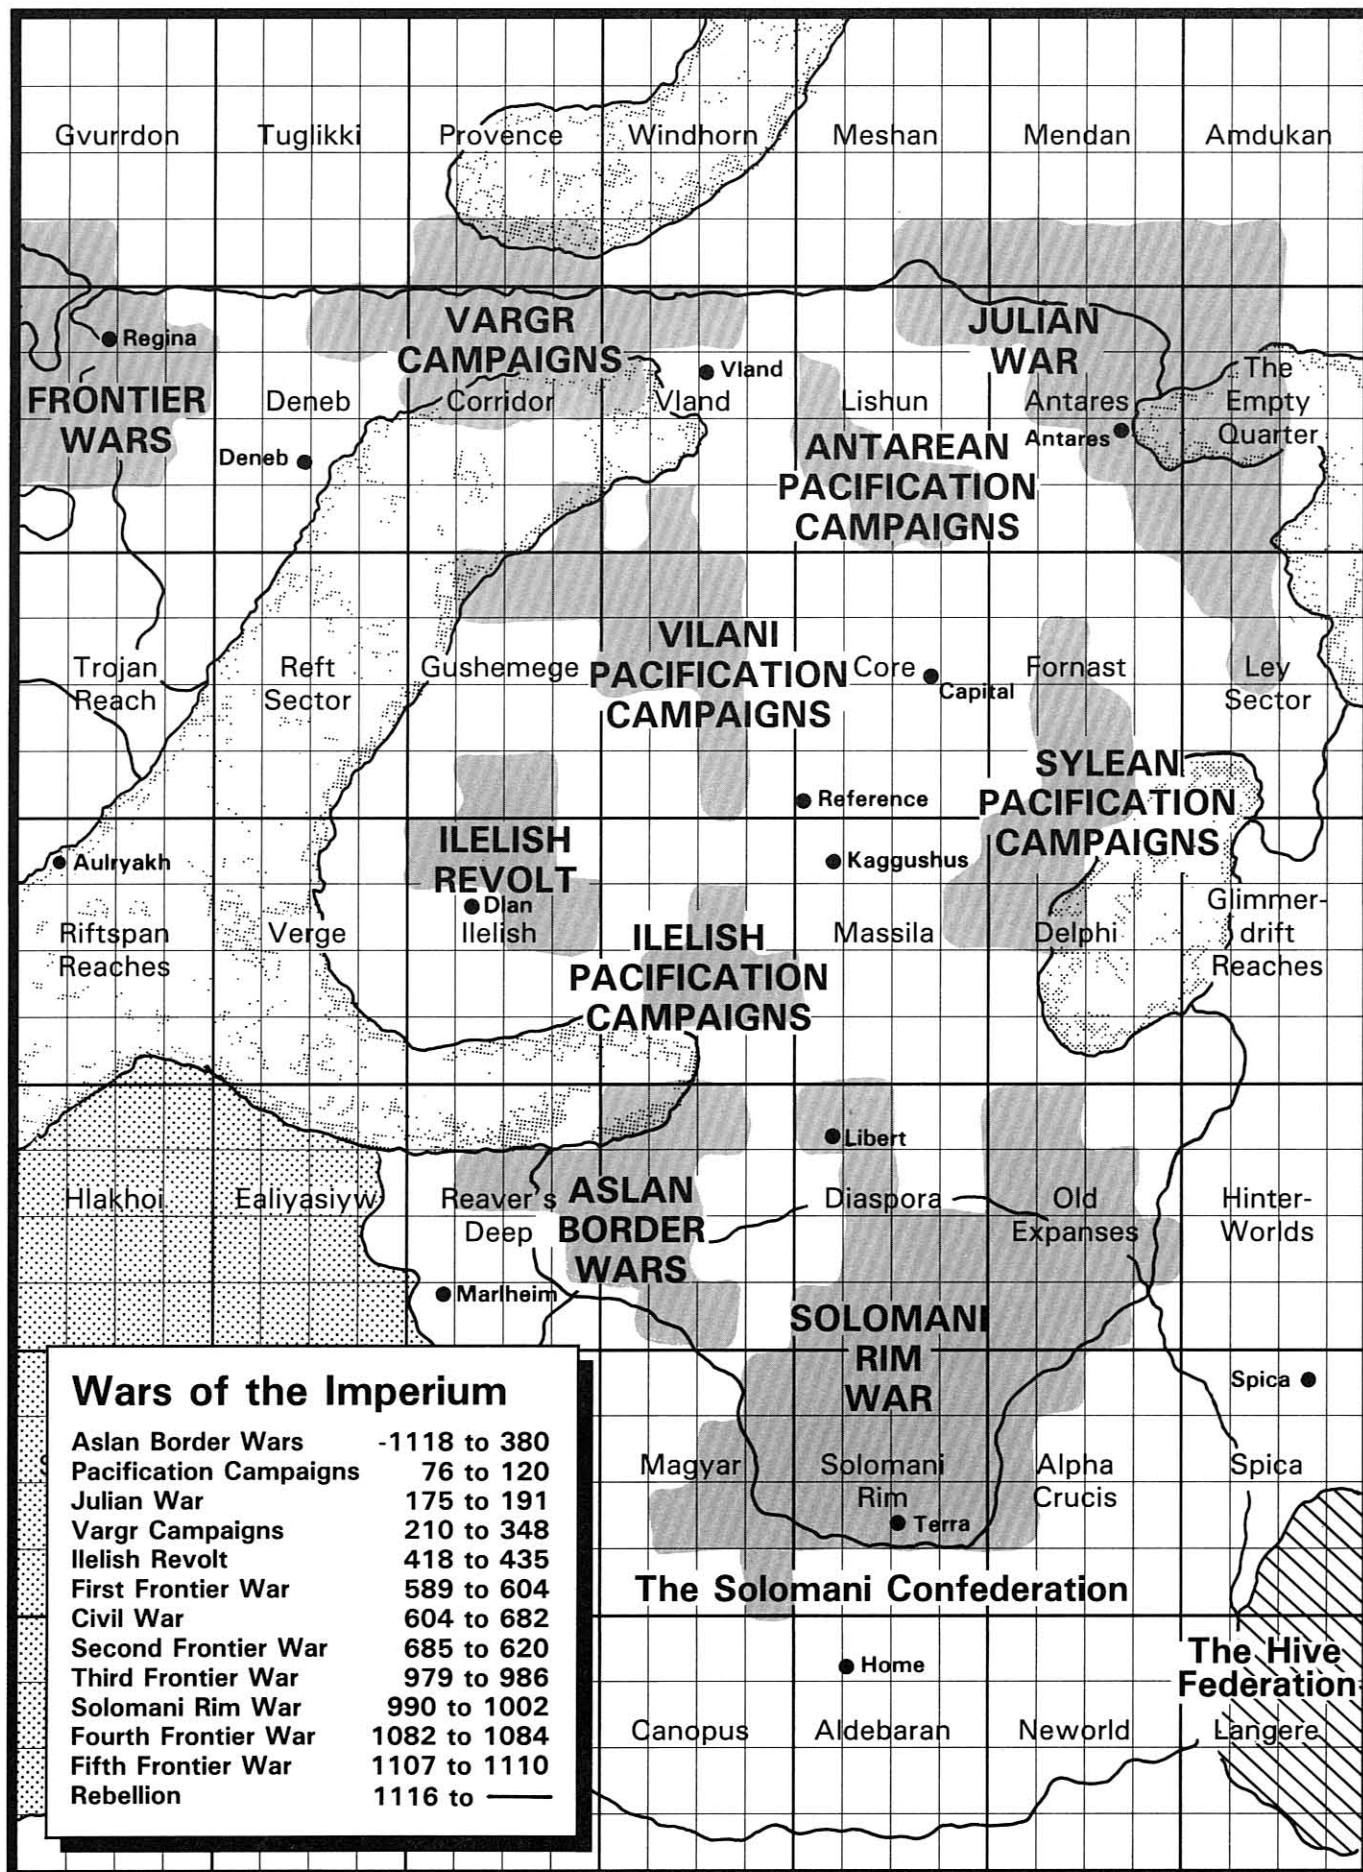 Gvurrdon Tuglikki Provence Windhorn Meshan Mendan Amdukan
VARGR
CAMPAIGNS
JULIAN
WAR
Regina
Vland
The
Empty
Quarter
FRONTIER
WARS
Deneb
Corridor
Vland
Lishun
Antares
Deneb
Antares
ANTAREAN
PACIFICATION
CAMPAIGNS
VILANI
PACIFICATION
CAMPAIGNS
Trojan
Reach
Reft
Sector
Gushemege
Core
Capital
Fornast
Ley
Sector
SYLEAN
PACIFICATION
CAMPAIGNS
Reference
ILELISH
REVOLT
Aulryakh
Kaggushus
Dlan
Ilelish
Riftspan
Reaches
Verge
ILELISH
PACIFICATION
CAMPAIGNS
Massila
Delphi
Glimmer-
drift
Reaches
Libert
Hlakhoi
Ealiyasiyw
Reaver's
Deep
ASLAN
BORDER
WARS
Diaspora
Old
Expanses
Hinter-
Worlds
Marlheim
SOLOMANI
RIM
WAR
Spica
Magyar
Solomani
Rim
Alpha
Crucis
Spica
Terra
The Solomani Confederation
Home
The Hive
Federation
Canopus Aldebaran Neworld Langere
Wars of the Imperium
Aslan Border Wars -1118 to 380
Pacification Campaigns 76 to 120
Julian War 175 to 191
Vargr Campaigns 210 to 348
Ilelish Revolt 418 to 435
First Frontier War 589 to 604
Civil War 604 to 682
Second Frontier War 685 to 620
Third Frontier War 979 to 986
Solomani Rim War 990 to 1002
Fourth Frontier War 1082 to 1084
Fifth Frontier War 1107 to 1110
Rebellion 1116 to ——